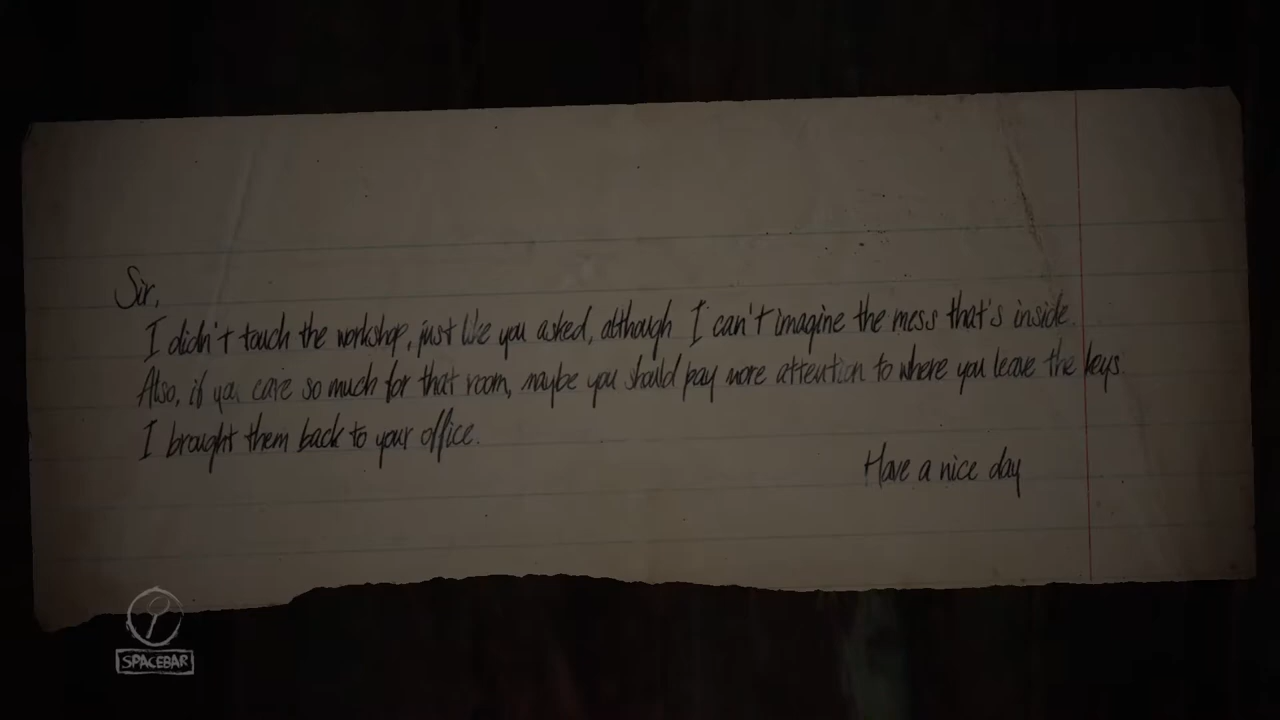 Sir,
I didn't touch the workshop, just like you asked, although I can't imagine the mess that's inside.
Also, if you care so much for that room, maybe you should pay more attention to where you leave the keys.
I brought them back to your office.
Have a nice day
SPACEBAR